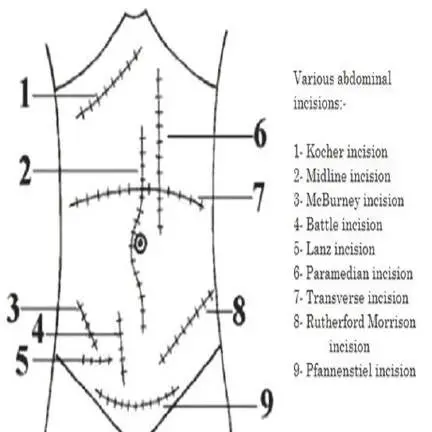 Various abdominal
incisions:-
1- Kocher incision
2- Midline incision
3- McBurney incision
4- Battle incision
5- Lanz incision
6- Paramedian incision
7- Transverse incision
8- Rutherford Morrison
incision
9- Pfannenstiel incision
1
6
2
7
3
4
8
5
9